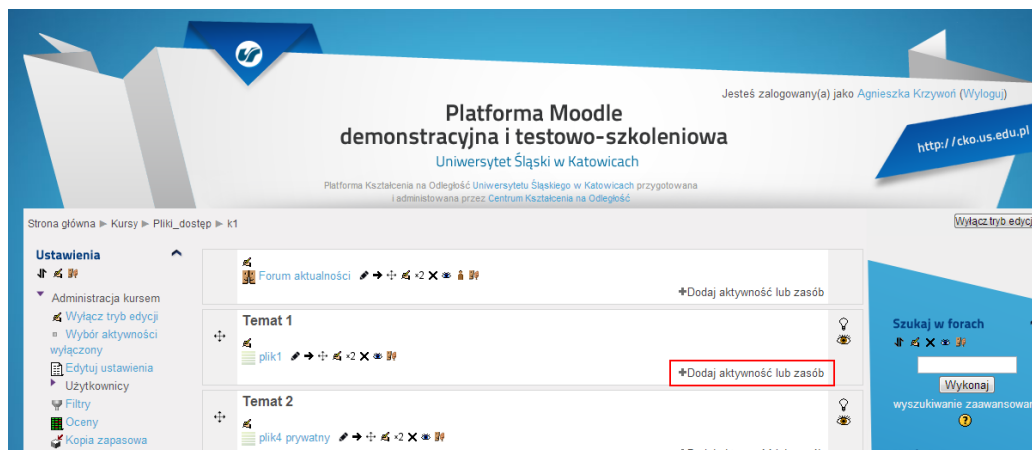 Jesteś zalogowany(a) jako Agnieszka Krzywoń (Wyloguj)
Platforma Moodle
demonstracyjna i testowo-szkoleniowa
Uniwersytet Śląski w Katowicach
http://cko.us.edu.pl
Platforma Kształcenia na Odległość Uniwersytetu Śląskiego w Katowicach przygotowana
i administrowana przez Centrum Kształcenia na Odległość
Strona główna ► Kursy ► Pliki_dostęp ► k1
Wyłącz tryb edycj
Ustawienia
Administracja kursem
Wyłącz tryb edycji
Wybór aktywności
wyłączony
Edytuj ustawienia
Użytkownicy
Filtry
Oceny
Kopia zapasowa
Forum aktualności ×2
+Dodaj aktywność lub zasób
Temat 1
plik1 ×2
+Dodaj aktywność lub zasób
Temat 2
plik4 prywatny ×2
Szukaj w forach
Wykonaj
wyszukiwanie zaawansowan